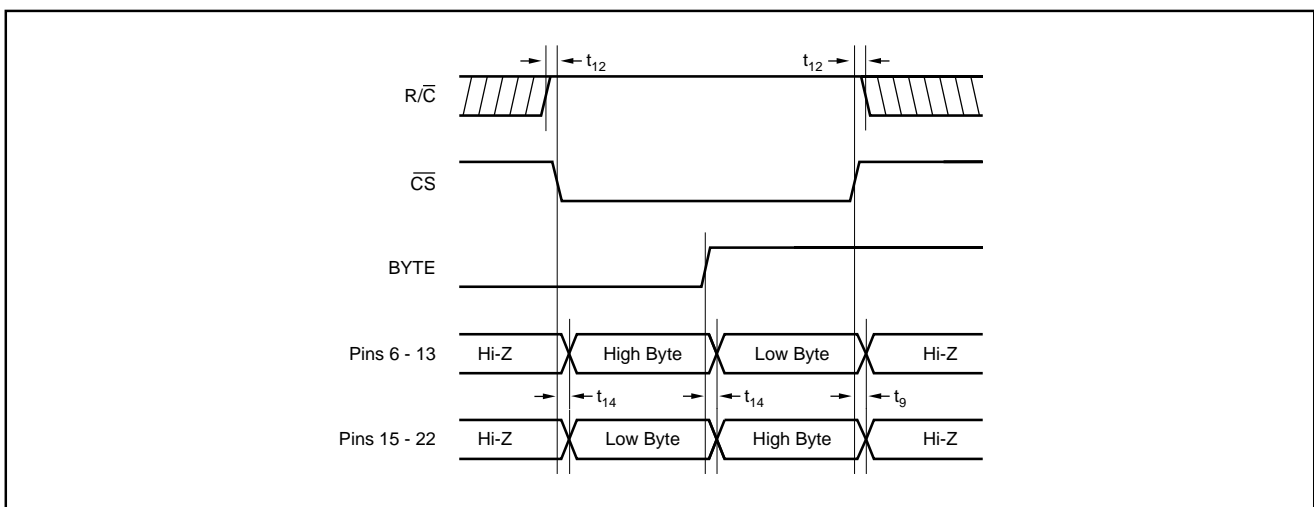 t₁₂ t₁₂
R/C̅
C̅S̅
BYTE
Pins 6 - 13 Hi-Z High Byte Low Byte Hi-Z
t₁₄ t₁₄ t₉
Pins 15 - 22 Hi-Z Low Byte High Byte Hi-Z